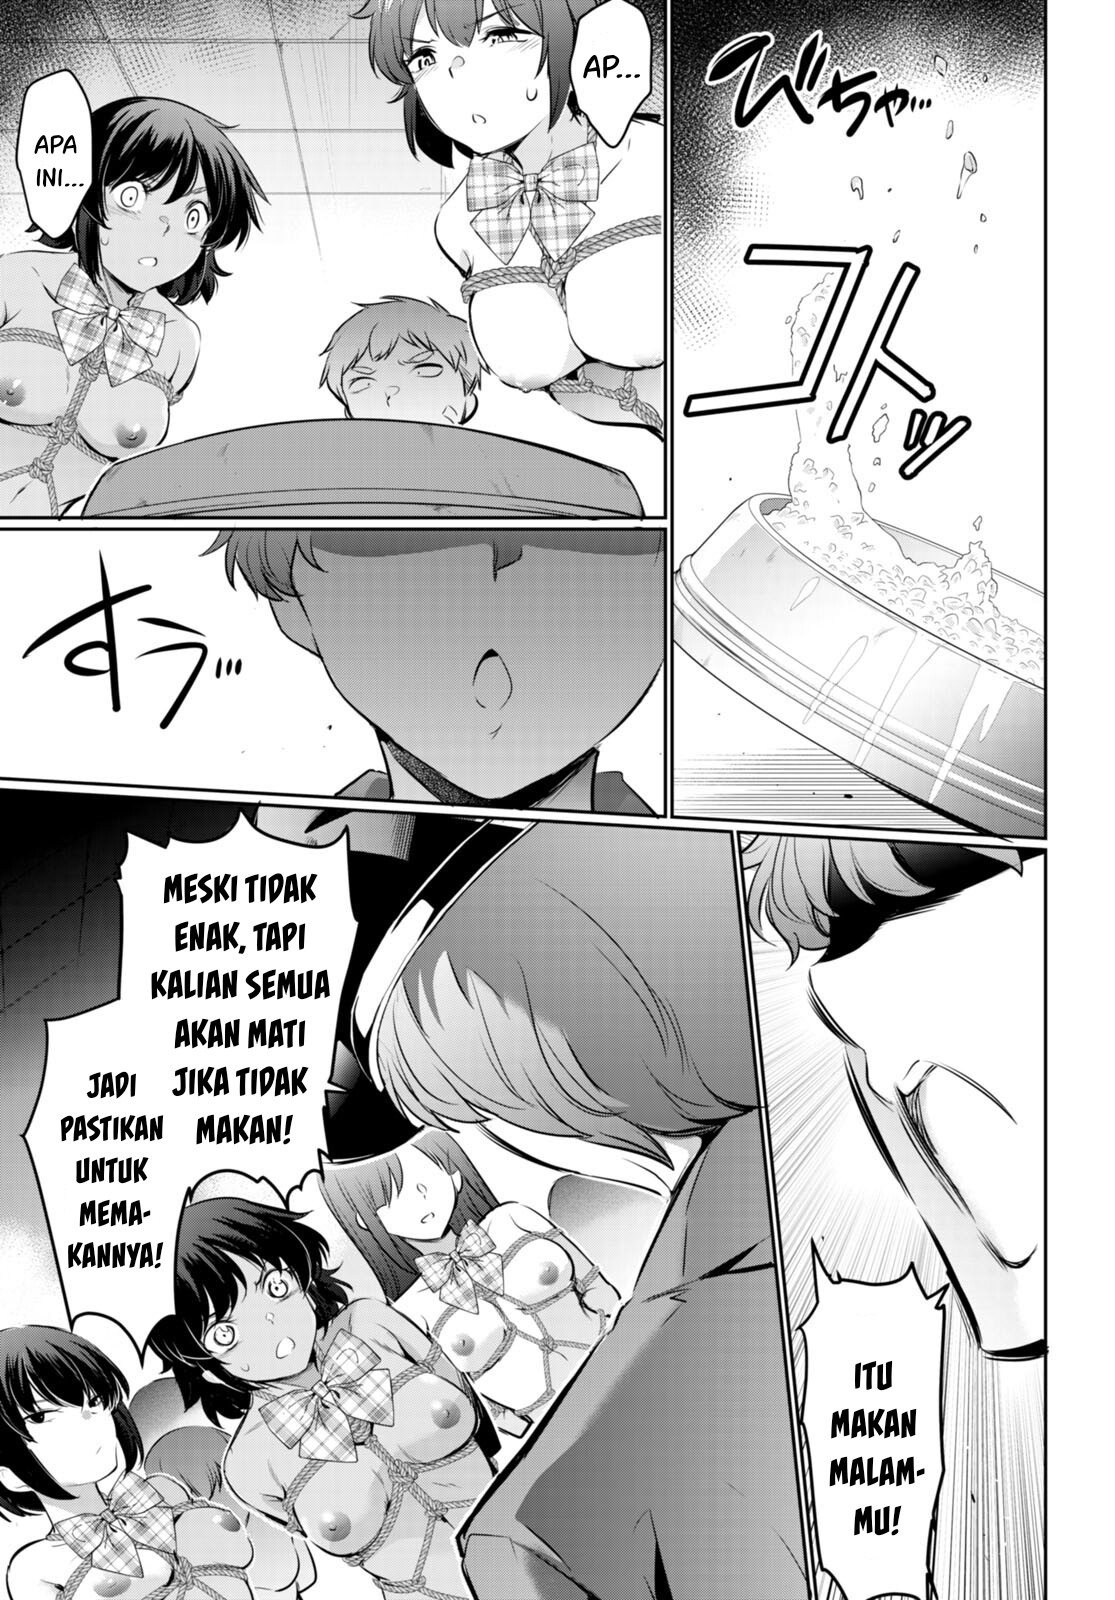 びちゃ…
コトッ
AP...
APA
INI...
すっ…
ITU
MAKAN
MALAM-
MU!
MESKI TIDAK
ENAK, TAPI
KALIAN SEMUA
AKAN MATI
JIKA TIDAK
MAKAN!
JADI
PASTIKAN
UNTUK
MEMA-
KANNYA!